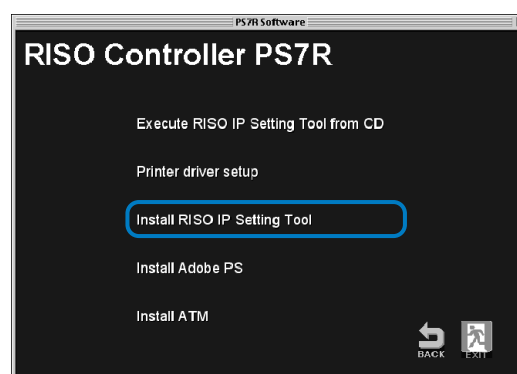 PS7R Software
RISO Controller PS7R
Execute RISO IP Setting Tool from CD
Printer driver setup
Install RISO IP Setting Tool
Install Adobe PS
Install ATM
BACK
EXIT